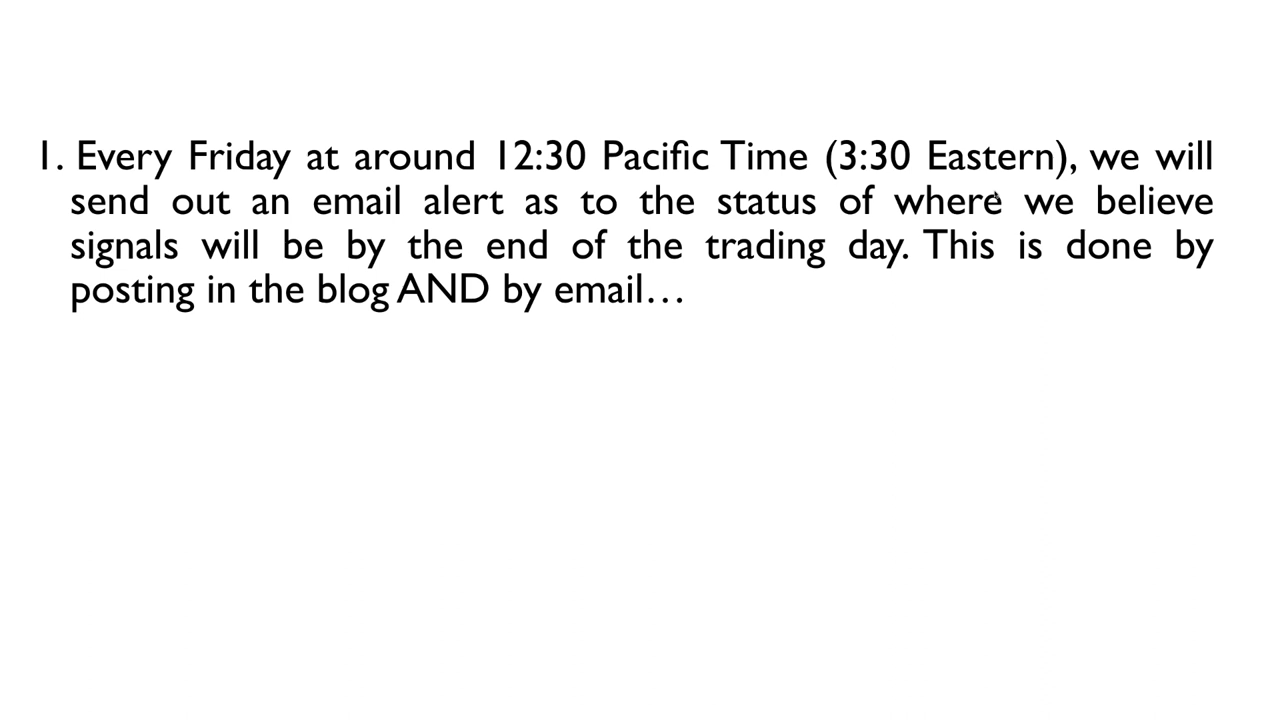 1. Every Friday at around 12:30 Pacific Time (3:30 Eastern), we will
send out an email alert as to the status of where we believe
signals will be by the end of the trading day. This is done by
posting in the blog AND by email…